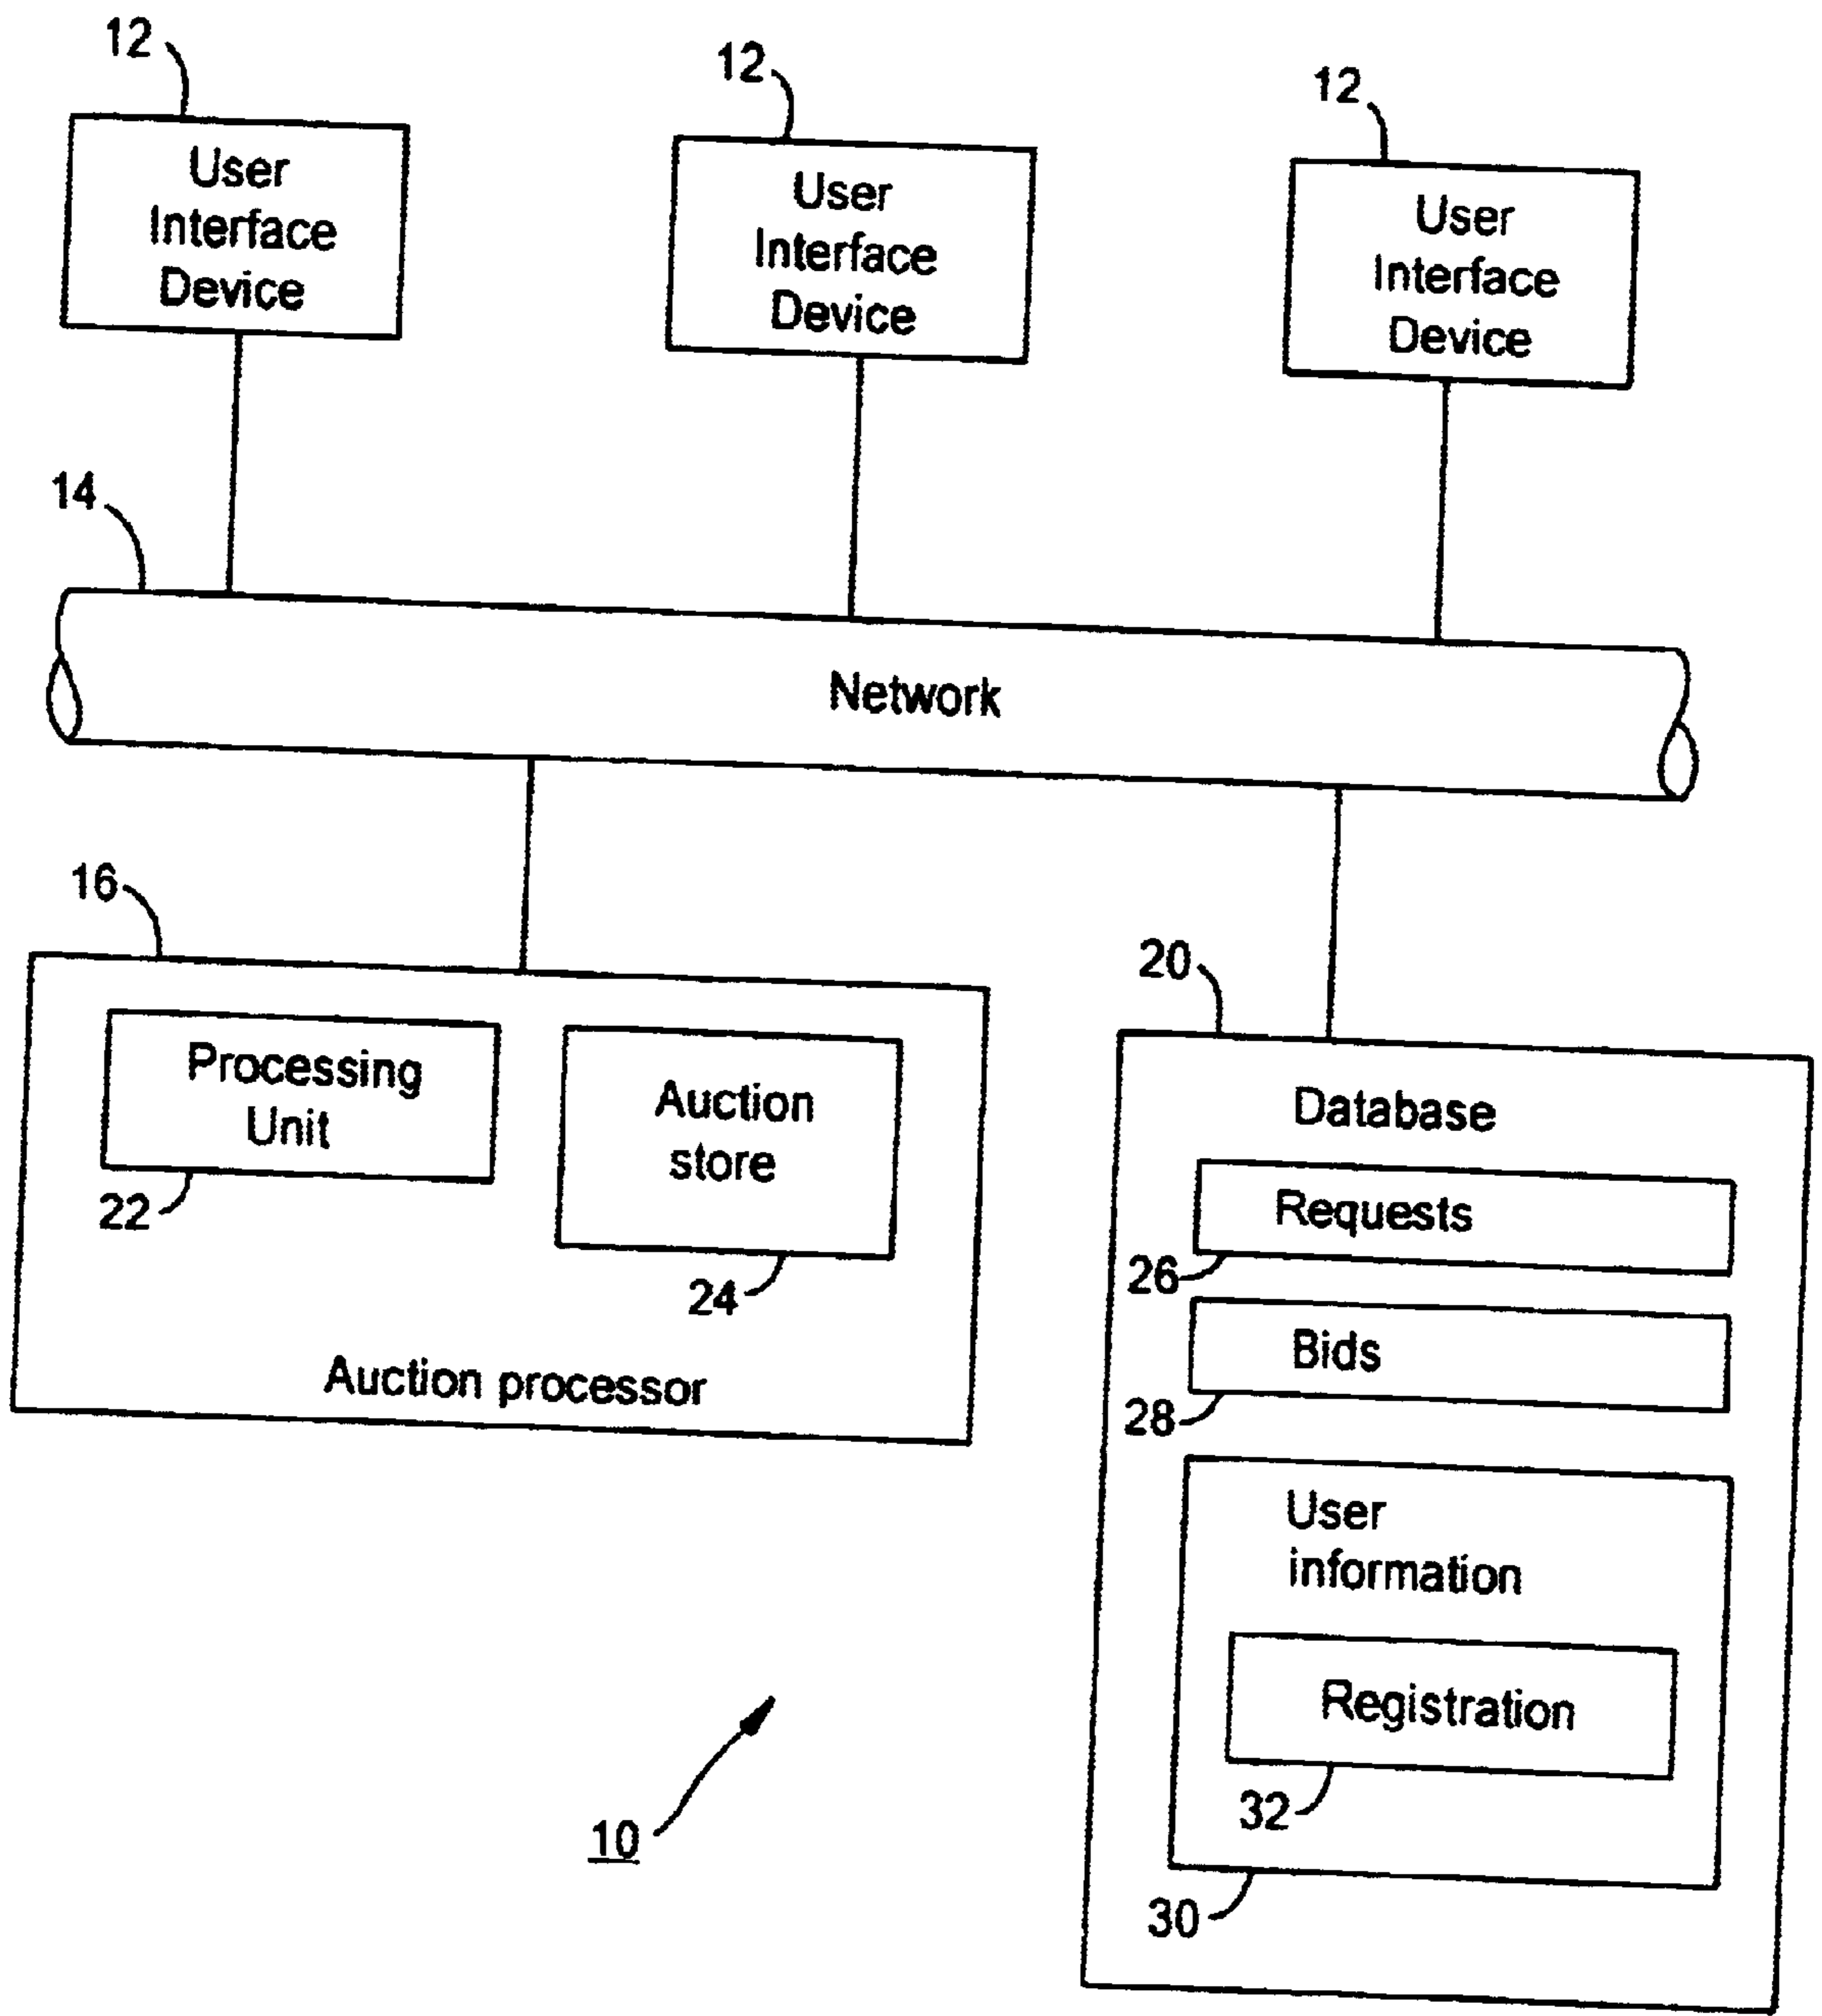 12
12
12
User
Interface
Device
User
Interface
Device
User
Interface
Device
14
Network
16
20
Processing
Unit
22
Auction
store
24
Auction processor
Database
Requests
26
Bids
28
User
information
Registration
32
30
10